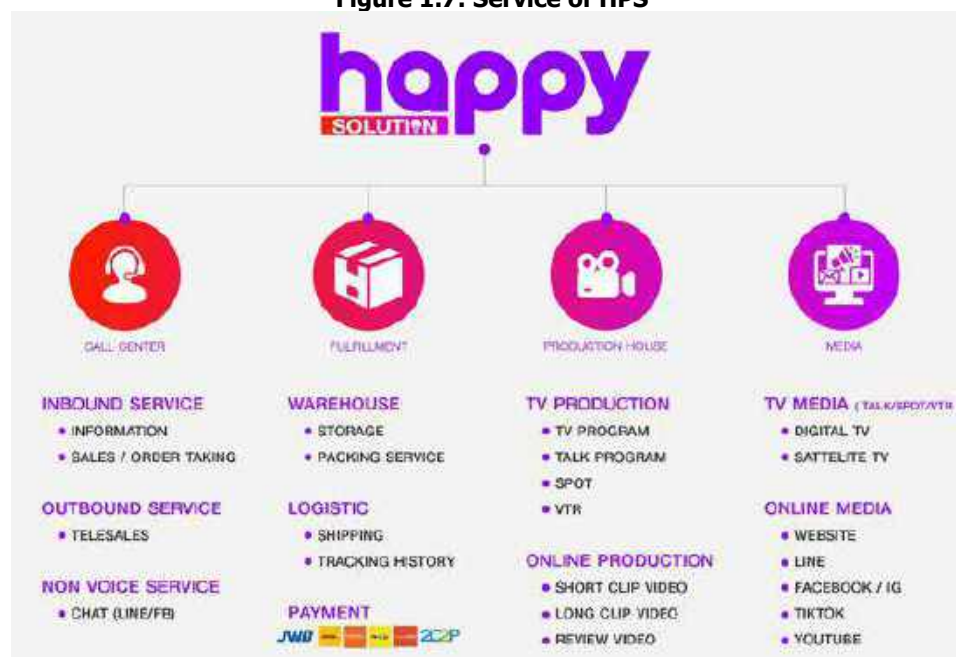 Figure 1.7: Service of HPS
happy
SOLUTION
CALL CENTER
FULFILLMENT
PRODUCTION HOUSE
MEDIA
INBOUND SERVICE
• INFORMATION
• SALES / ORDER TAKING
OUTBOUND SERVICE
• TELESALES
NON VOICE SERVICE
• CHAT (LINE/FB)
WAREHOUSE
• STORAGE
• PACKING SERVICE
LOGISTIC
• SHIPPING
• TRACKING HISTORY
PAYMENT
JWD
2C2P
TV PRODUCTION
• TV PROGRAM
• TALK PROGRAM
• SPOT
• VTR
ONLINE PRODUCTION
• SHORT CLIP VIDEO
• LONG CLIP VIDEO
• REVIEW VIDEO
TV MEDIA (TALK/SPOT/VTR
• DIGITAL TV
• SATTELITE TV
ONLINE MEDIA
• WEBSITE
• LINE
• FACEBOOK / IG
• TIKTOK
• YOUTUBE